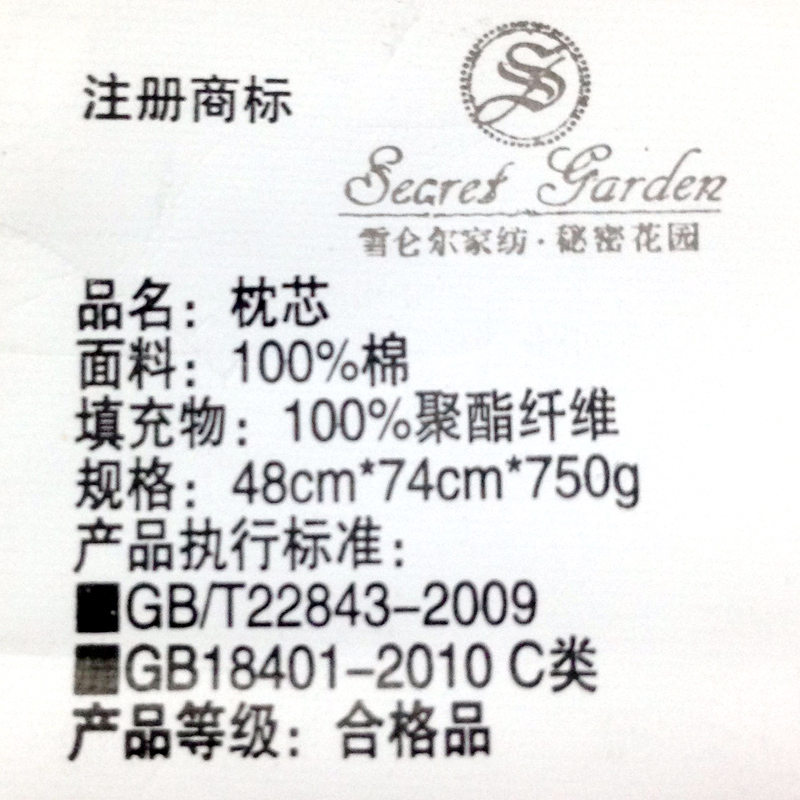 注册商标
Secret Garden
雪仑尔家纺·秘密花园
品名：枕芯
面料：100%棉
填充物：100%聚酯纤维
规格：48cm*74cm*750g
产品执行标准：
■GB/T22843-2009
■GB18401-2010 C类
产品等级：合格品